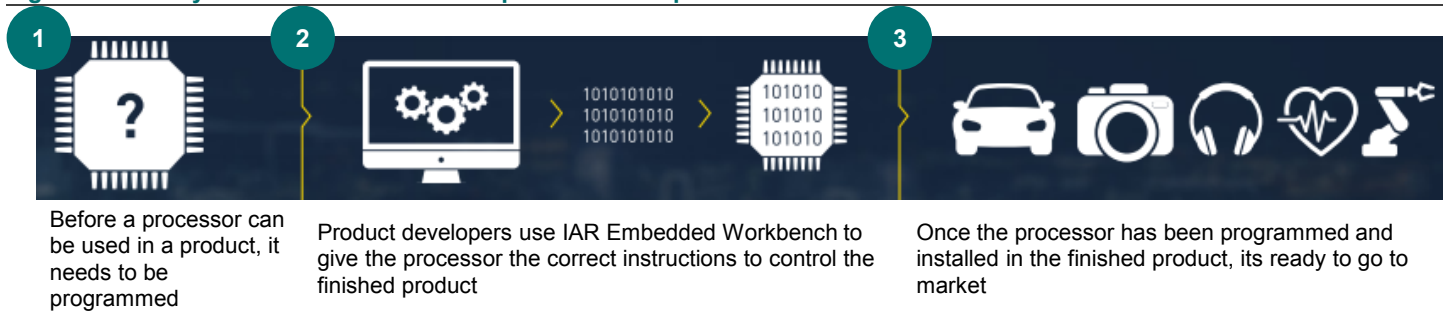 1
2
3
?
1010101010
1010101010
1010101010
101010
101010
101010
Before a processor can
be used in a product, it
needs to be
programmed
Product developers use IAR Embedded Workbench to
give the processor the correct instructions to control the
finished product
Once the processor has been programmed and
installed in the finished product, its ready to go to
market